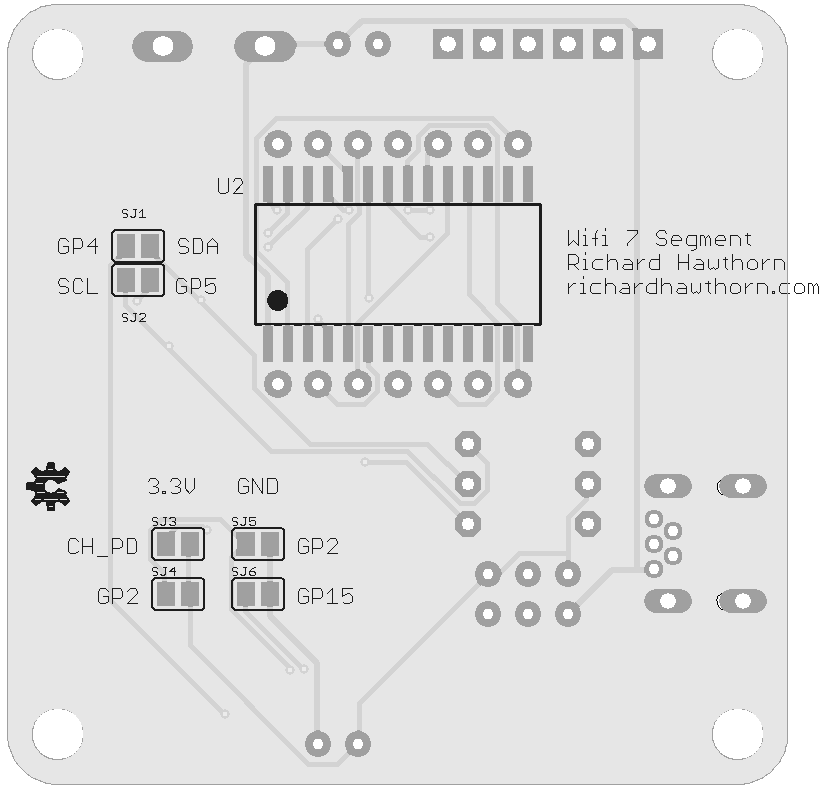 U2
SJ1
GP4 SDA
SCL GP5
SJ2
Wifi 7 Segment
Richard Hawthorn
richardhawthorn.com
3.3V GND
SJ3 SJ5
CH_PD GP2
SJ4 SJ6
GP2 GP15